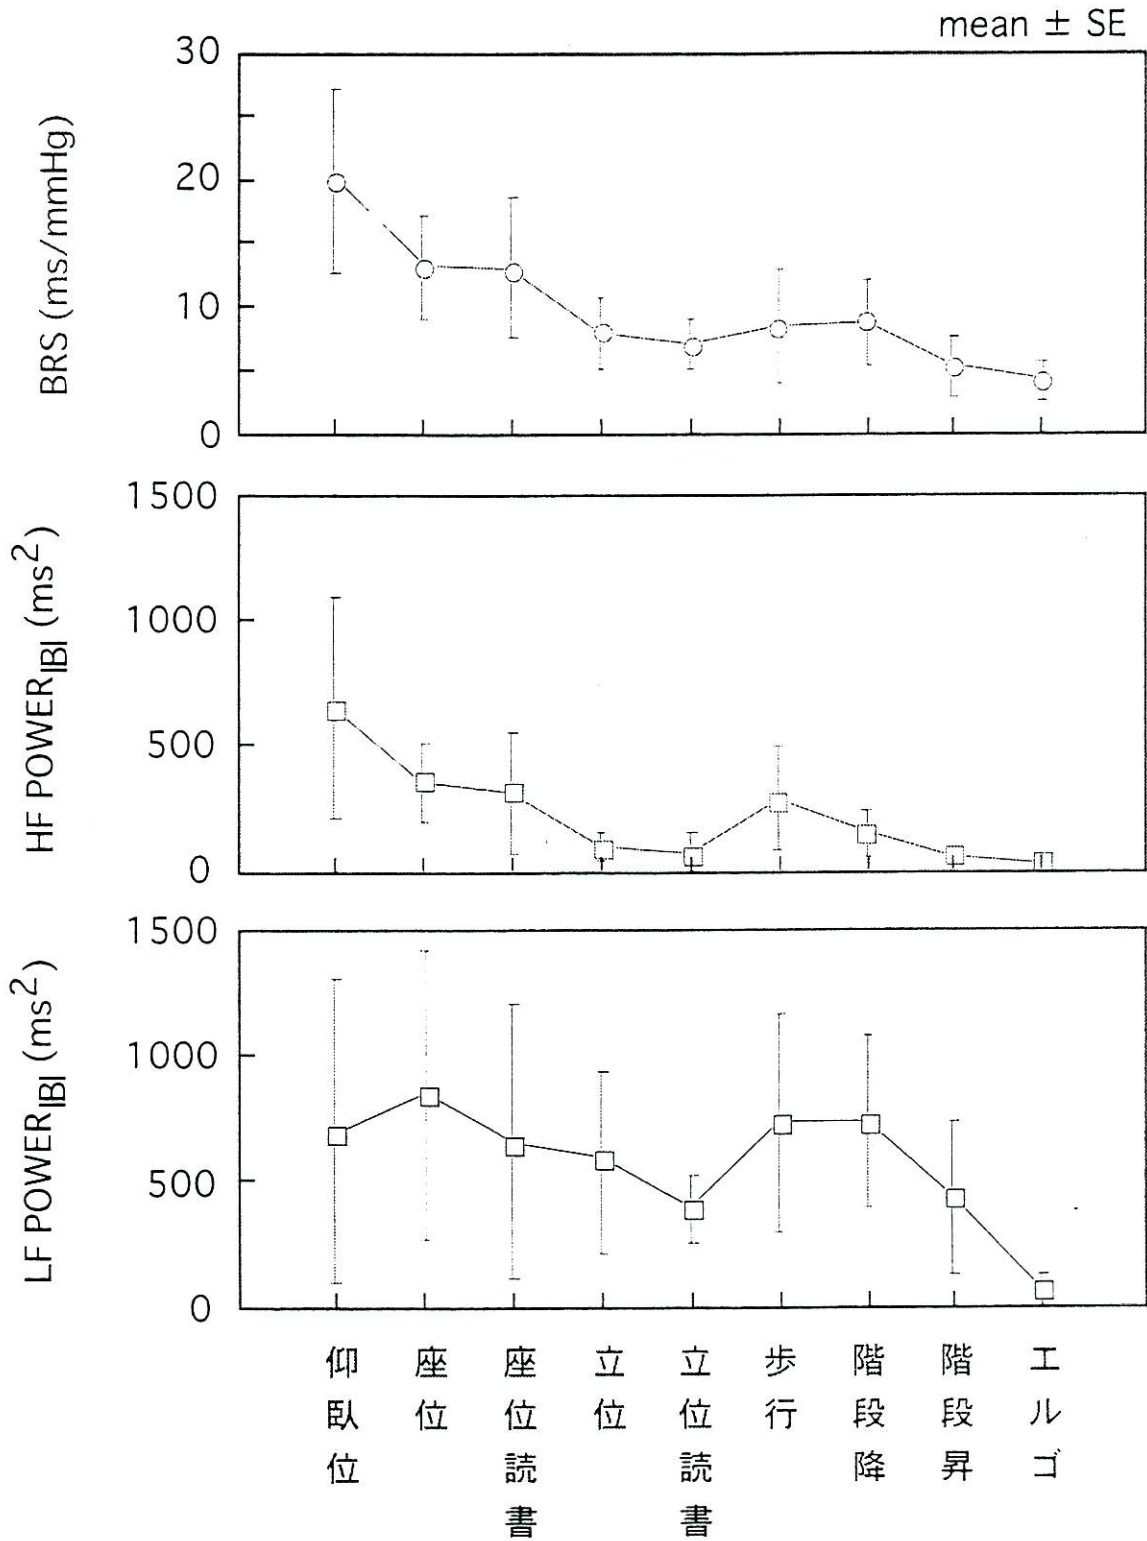 mean ± SE
BRS (ms/mmHg)
30
20
10
0
HF POWER_IBI (ms²)
1500
1000
500
0
LF POWER_IBI (ms²)
1500
1000
500
0
仰臥位
座位
座位読書
立位
立位読書
歩行
階段降
階段昇
エルゴ